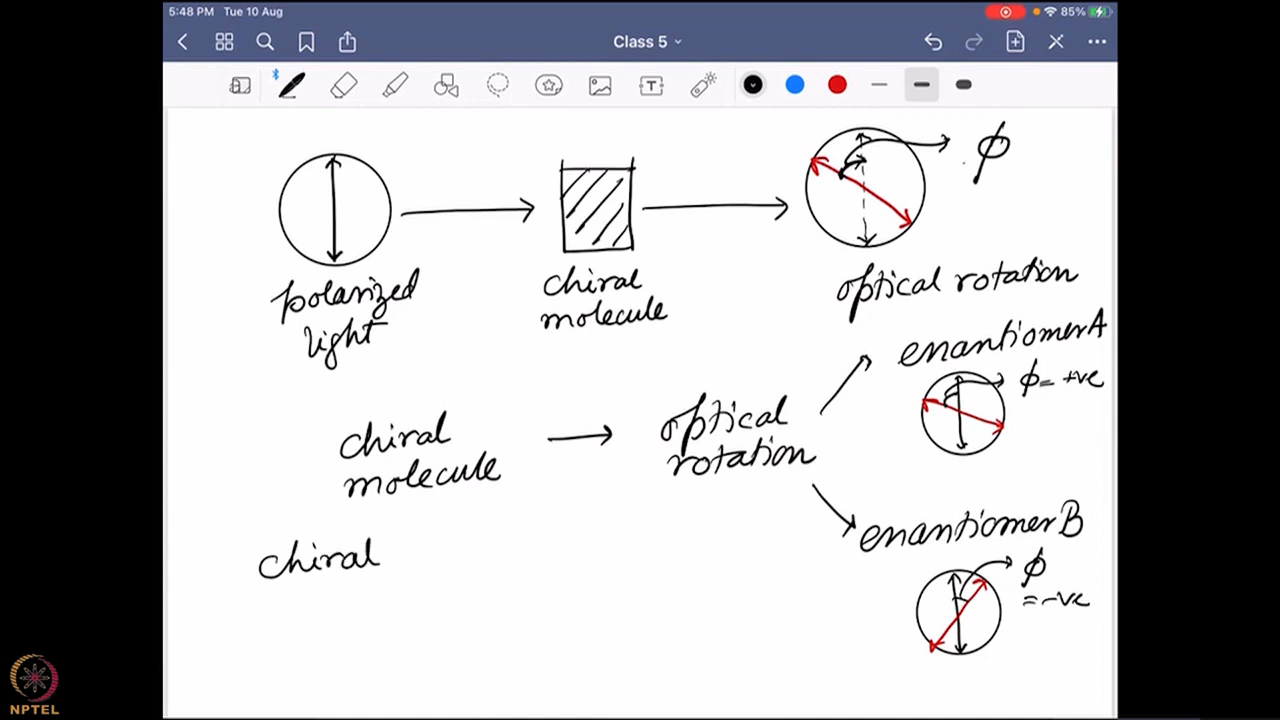 5:48 PM Tue 10 Aug
85%
Class 5
T
ϕ
polarized
light
chiral
molecule
optical rotation
enantiomer A
ϕ = +ve
chiral
molecule
optical
rotation
enantiomer B
ϕ
= -ve
chiral
NPTEL